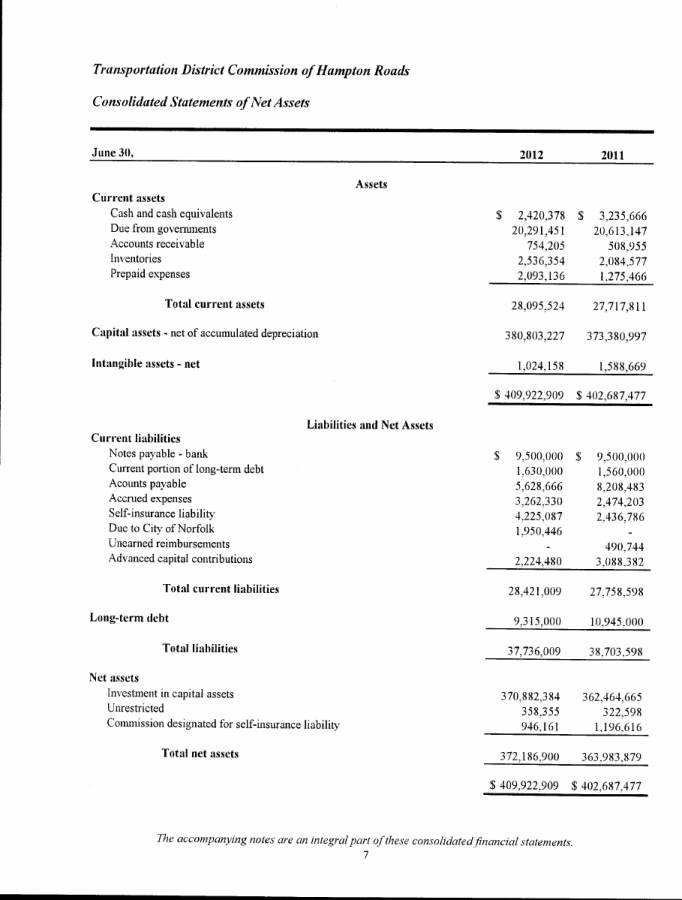 Transportation District Commission of Hampton Roads
Consolidated Statements of Net Assets
June 30, 2012 2011
Assets
Current assets
Cash and cash equivalents $ 2,420,378 $ 3,235,666
Due from governments 20,291,451 20,613,147
Accounts receivable 754,205 508,955
Inventories 2,536,354 2,084,577
Prepaid expenses 2,093,136 1,275,466
Total current assets 28,095,524 27,717,811
Capital assets - net of accumulated depreciation 380,803,227 373,380,997
Intangible assets - net 1,024,158 1,588,669
$ 409,922,909 $ 402,687,477
Liabilities and Net Assets
Current liabilities
Notes payable - bank $ 9,500,000 $ 9,500,000
Current portion of long-term debt 1,630,000 1,560,000
Acounts payable 5,628,666 8,208,483
Accrued expenses 3,262,330 2,474,203
Self-insurance liability 4,225,087 2,436,786
Due to City of Norfolk 1,950,446 -
Unearned reimbursements - 490,744
Advanced capital contributions 2,224,480 3,088,382
Total current liabilities 28,421,009 27,758,598
Long-term debt 9,315,000 10,945,000
Total liabilities 37,736,009 38,703,598
Net assets
Investment in capital assets 370,882,384 362,464,665
Unrestricted 358,355 322,598
Commission designated for self-insurance liability 946,161 1,196,616
Total net assets 372,186,900 363,983,879
$ 409,922,909 $ 402,687,477
The accompanying notes are an integral part of these consolidated financial statements.
7